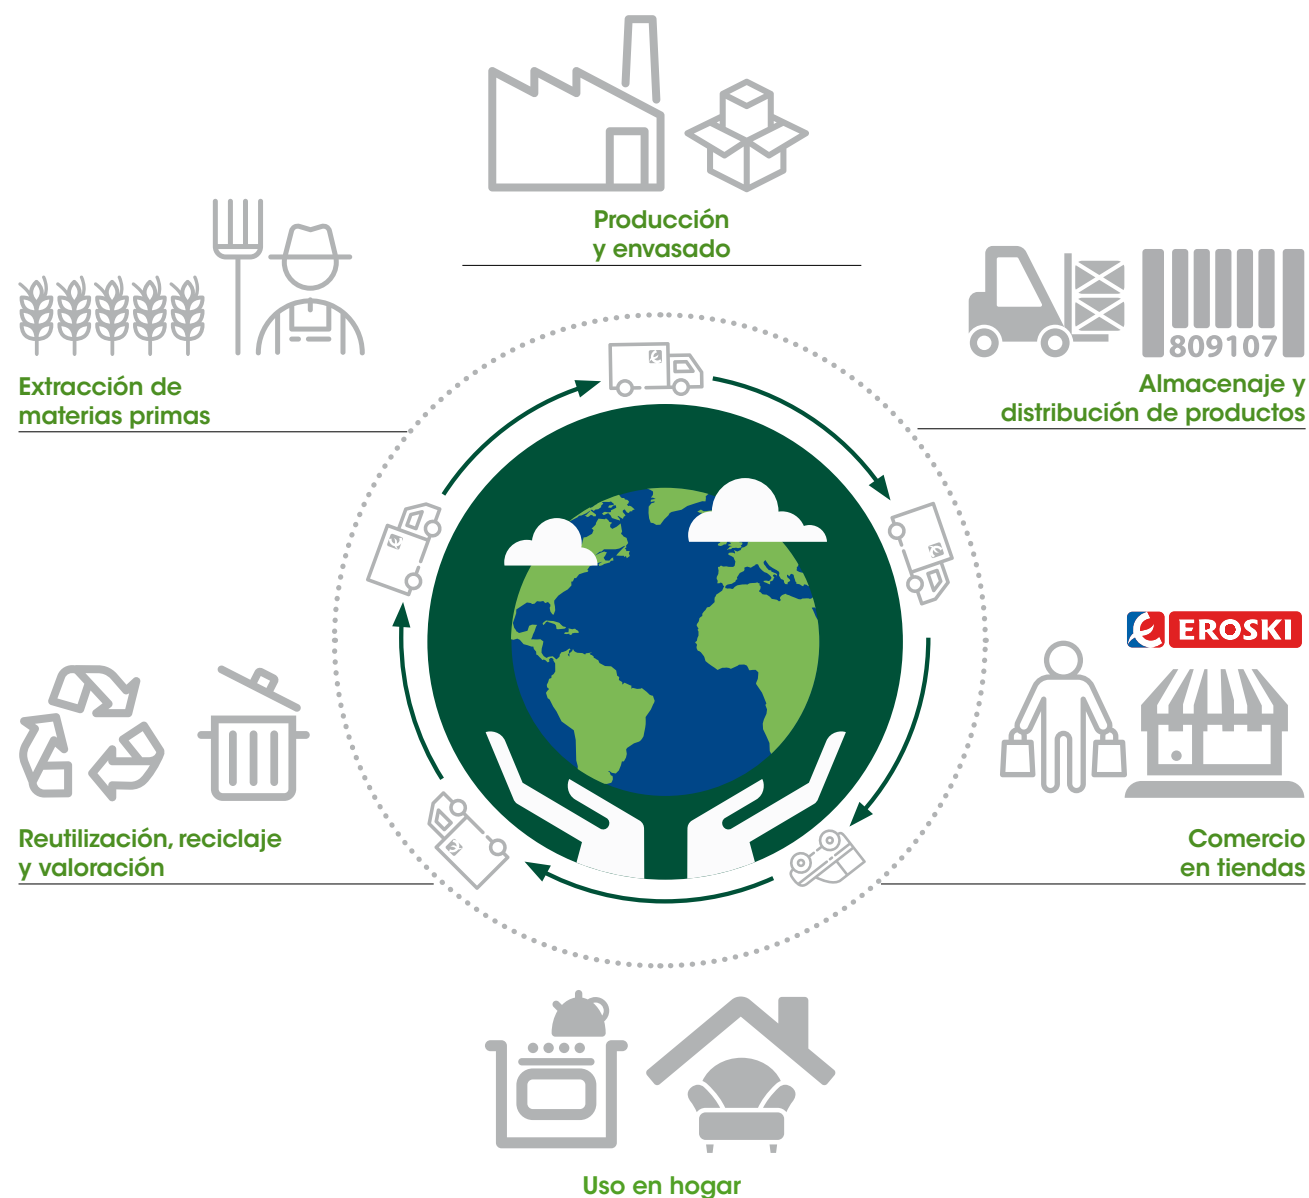 Producción
y envasado
Extracción de
materias primas
809107
Almacenaje y
distribución de productos
EROSKI
Reutilización, reciclaje
y valoración
Comercio
en tiendas
Uso en hogar